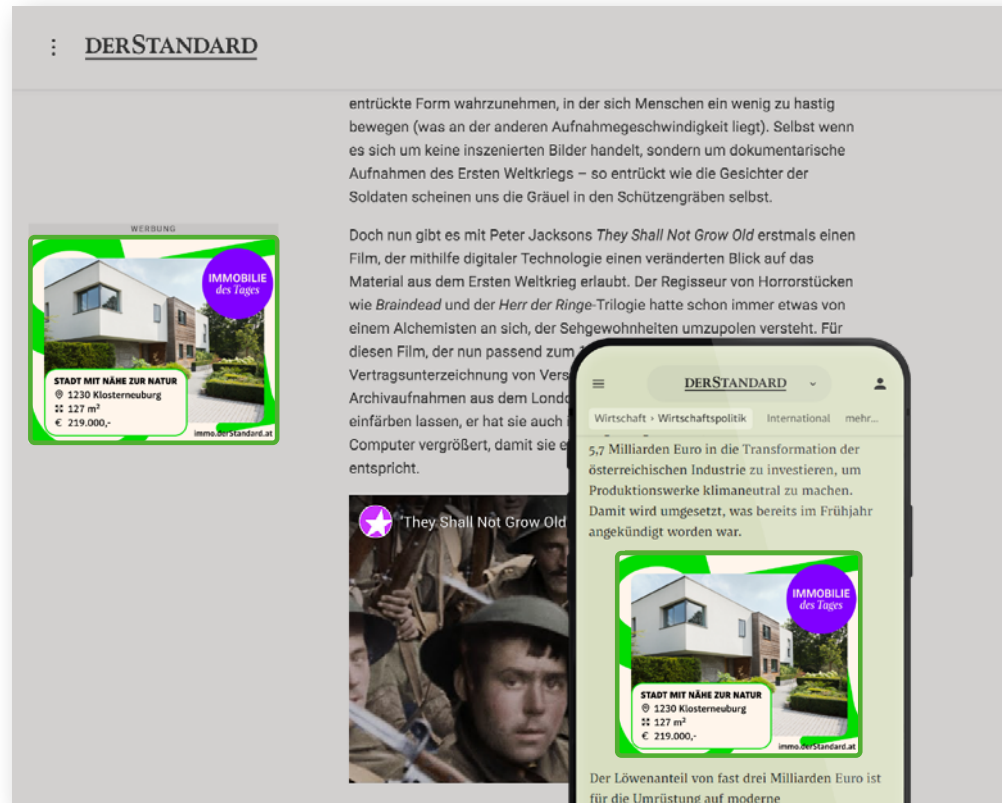 DERSTANDARD
entrückte Form wahrzunehmen, in der sich Menschen ein wenig zu hastig
bewegen (was an der anderen Aufnahmegeschwindigkeit liegt). Selbst wenn
es sich um keine inszenierten Bilder handelt, sondern um dokumentarische
Aufnahmen des Ersten Weltkriegs – so entrückt wie die Gesichter der
Soldaten scheinen uns die Gräuel in den Schützengräben selbst.
WERBUNG
IMMOBILIE
des Tages
STADT MIT NÄHE ZUR NATUR
1230 Klosterneuburg
127 m²
€ 219.000,-
immo.derStandard.at
Doch nun gibt es mit Peter Jacksons They Shall Not Grow Old erstmals einen
Film, der mithilfe digitaler Technologie einen veränderten Blick auf das
Material aus dem Ersten Weltkrieg erlaubt. Der Regisseur von Horrorstücken
wie Braindead und der Herr der Ringe-Trilogie hatte schon immer etwas von
einem Alchemisten an sich, der Sehgewohnheiten umzupolen versteht. Für
diesen Film, der nun passend zum
Vertragsunterzeichnung von Vers
Archivaufnahmen aus dem Londo
einfärben lassen, er hat sie auch i
Computer vergrößert, damit sie e
entspricht.
'They Shall Not Grow Old
DERSTANDARD
Wirtschaft › Wirtschaftspolitik International mehr...
5,7 Milliarden Euro in die Transformation der
österreichischen Industrie zu investieren, um
Produktionswerke klimaneutral zu machen.
Damit wird umgesetzt, was bereits im Frühjahr
angekündigt worden war.
IMMOBILIE
des Tages
STADT MIT NÄHE ZUR NATUR
1230 Klosterneuburg
127 m²
€ 219.000,-
immo.derStandard.at
Der Löwenanteil von fast drei Milliarden Euro ist
für die Umrüstung auf moderne